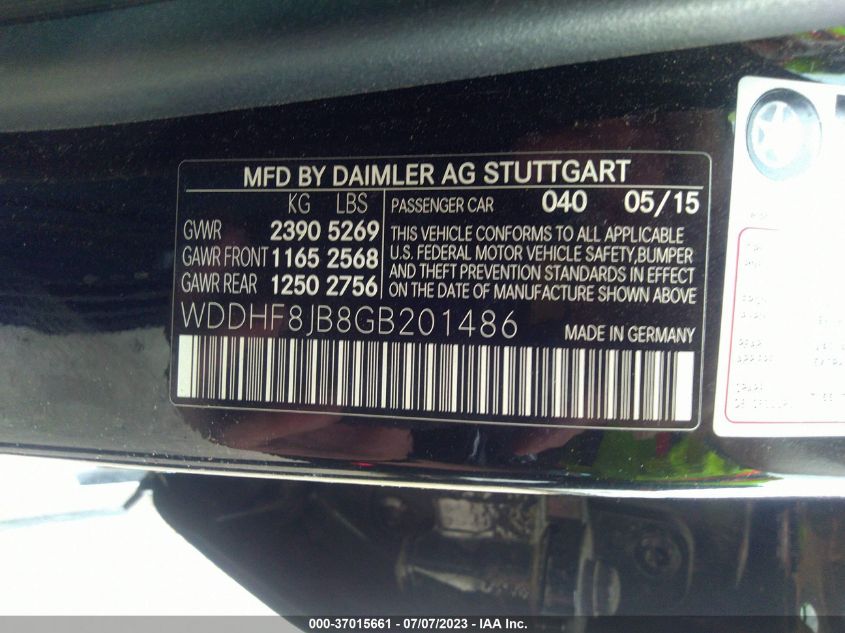 MFD BY DAIMLER AG STUTTGART
KG LBS
GVWR 2390 5269
GAWR FRONT 1165 2568
GAWR REAR 1250 2756
PASSENGER CAR 040 05/15
THIS VEHICLE CONFORMS TO ALL APPLICABLE
U.S. FEDERAL MOTOR VEHICLE SAFETY,BUMPER
AND THEFT PREVENTION STANDARDS IN EFFECT
ON THE DATE OF MANUFACTURE SHOWN ABOVE
WDDHF8JB8GB201486
MADE IN GERMANY
000-37015661 - 07/07/2023 - IAA Inc.